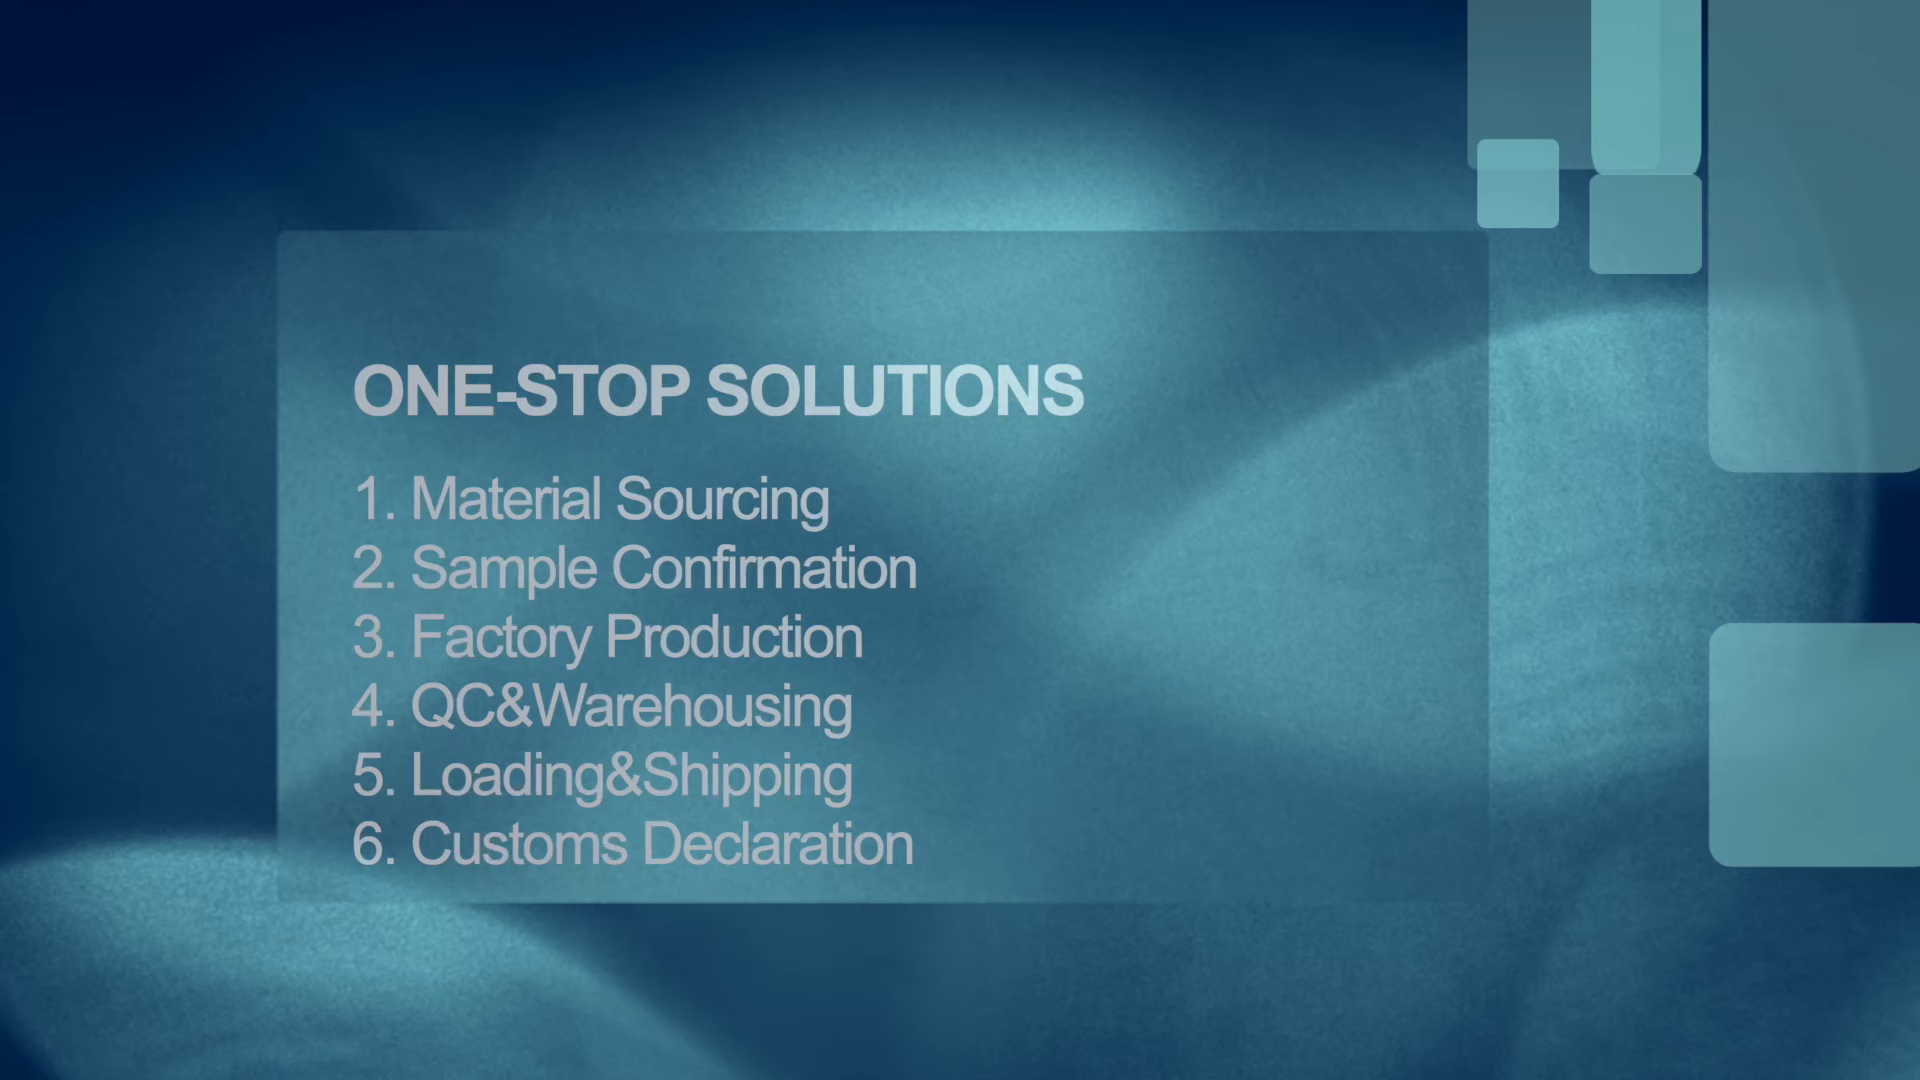 ONE-STOP SOLUTIONS
1. Material Sourcing
2. Sample Confirmation
3. Factory Production
4. QC&Warehousing
5. Loading&Shipping
6. Customs Declaration